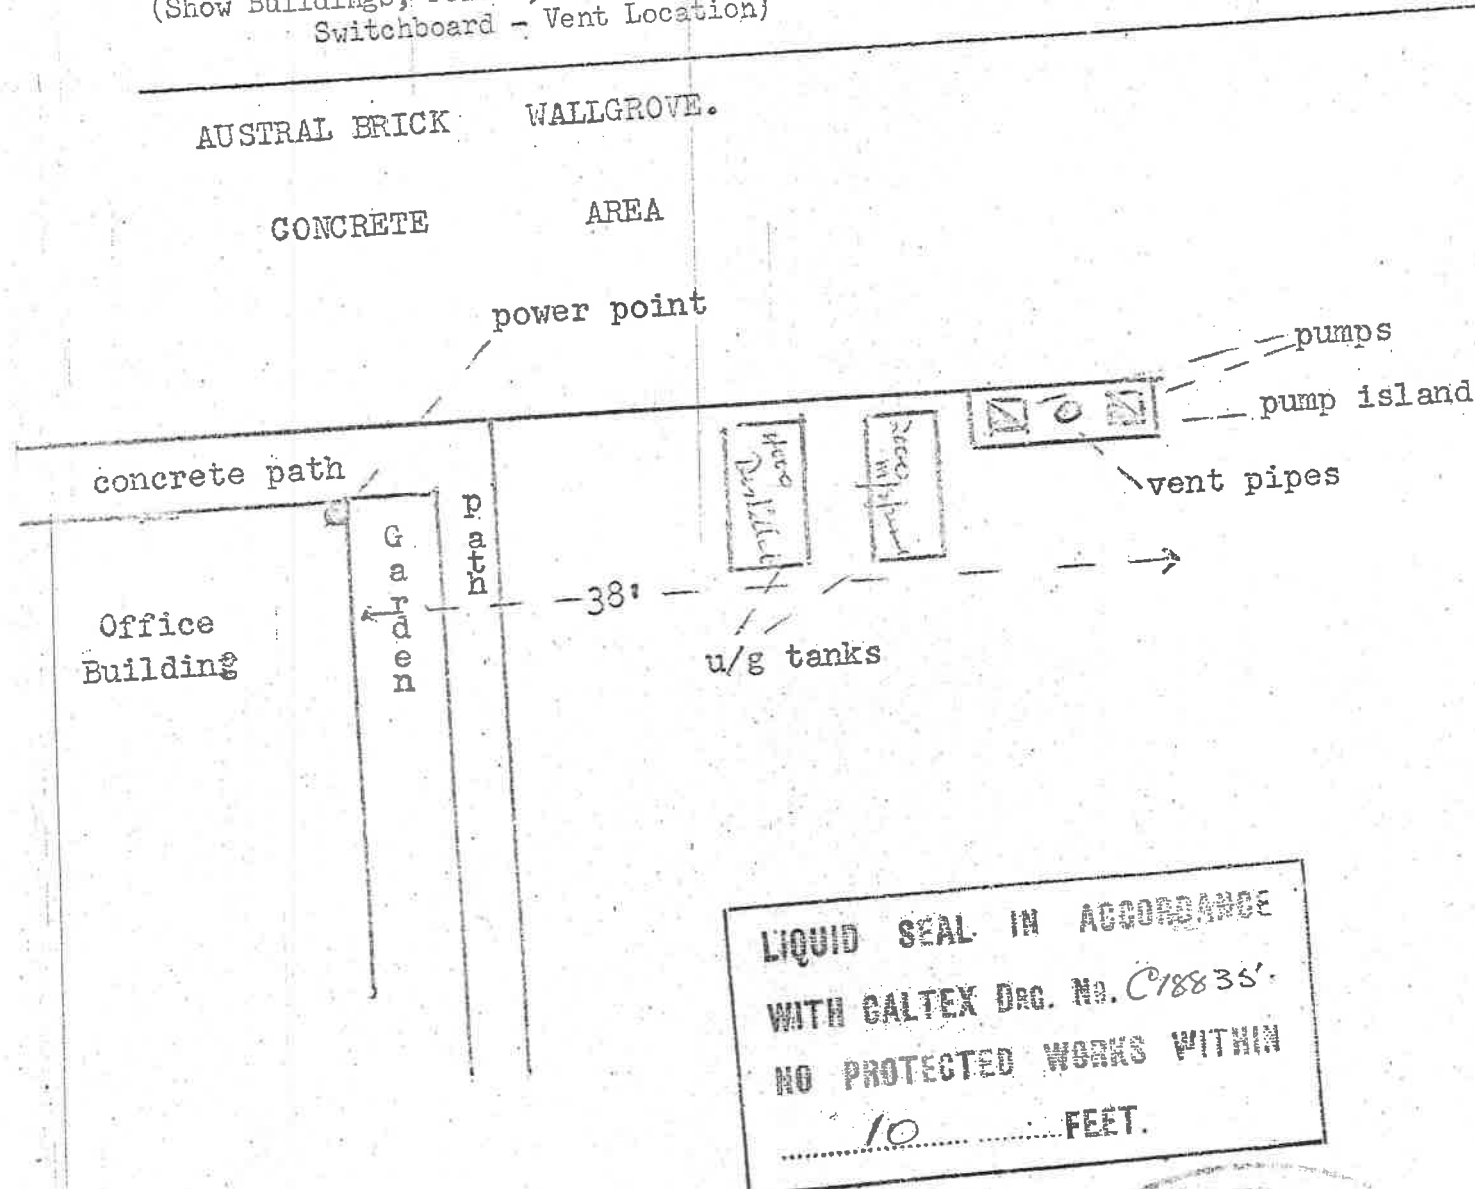 (Show Buildings,
Switchboard - Vent Location)
AUSTRAL BRICK WALLGROVE.
CONCRETE AREA
power point
pumps
pump island
vent pipes
concrete path
path
Garden
Office
Building
38'
u/g tanks
LIQUID SEAL IN ACCORDANCE
WITH CALTEX DRG. No. C18835.
NO PROTECTED WORKS WITHIN
10 FEET.